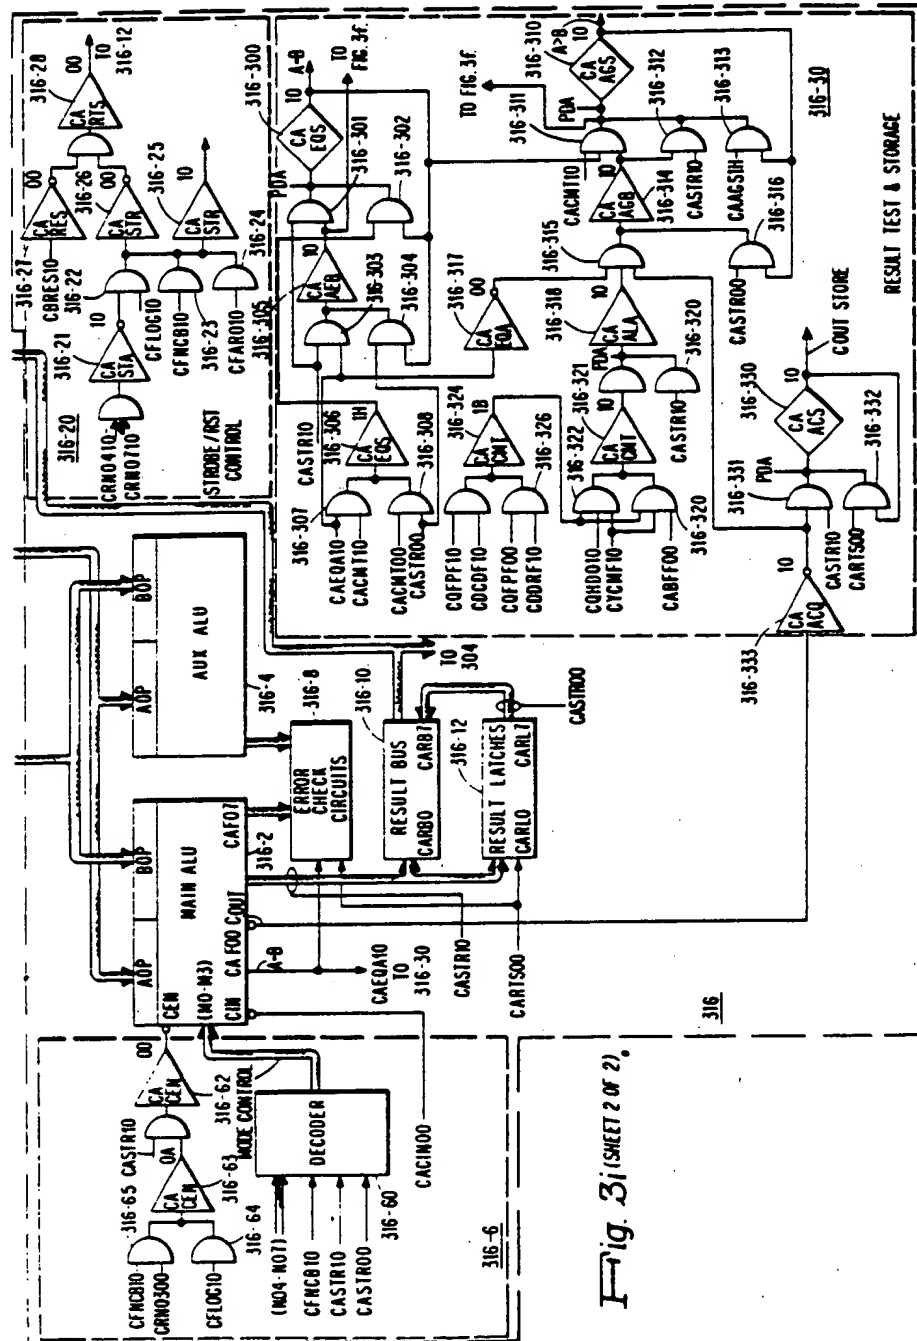 316-6
CFNCB10
CRN0300
CFLOC10
316-65
CASTR10
CA CEN
0A
316-63
316-64
CA CEN
00
316-62
MODE CONTROL
(N04-N07)
CFNCB10
CASTR10
CASTR00
DECODER
316-60
CACIN00
AOP
BOP
CEN
MAIN ALU
(M0-M3)
CIN
CAF00
COUT
CAF07
316-2
A-B
CAEQA10
TO
316-30
CASTR10
CARTS00
AOP
BOP
AUX ALU
316-4
ERROR
CHECK
CIRCUITS
316-8
RESULT BUS
CARB0
CARB7
316-10
RESULT LATCHES
CARL0
CARL7
316-12
TO
304
CASTR00
316
316-20
CRN0410
CRN0710
CA STA
316-21
10
STROBE/RST
CONTROL
316-27
CBRES10
316-22
CFLOC10
CFNCB10
316-23
CFAR010
316-24
CA RES
00
316-26
CA STR
00
316-25
CA STR
10
316-28
CA RTS
00
TO
316-12
316-300
CA EQS
10
A-B
PDA
TO
FIG. 3f
316-301
316-302
CA AEB
10
316-305
316-303
316-304
CASTR10
316-306
CA EQS
1H
316-307
316-308
CAEQA10
CACMT10
CACMT00
CASTR00
316-317
CA EQA
00
CQFPF10
CDCDF10
CQFPF00
CDDRF10
CA CMT
1B
316-324
316-326
CQHDO10
CYCMF10
CABFF00
316-322
CA CMT
10
316-321
316-320
CASTR10
316-320
316-318
CA ALA
10
PDA
316-315
CA AGB
10
316-314
TO FIG. 3f
316-311
CACMT10
PDA
CA AGS
10
A>B
316-310
316-312
CASTR10
316-313
CAAGS1H
316-316
CASTR00
316-30
RESULT TEST & STORAGE
316-333
CA ACO
10
316-331
CASTR10
CARTS00
316-332
PDA
316-330
CA ACS
10
COUT STORE
Fig. 3i (SHEET 2 OF 2).